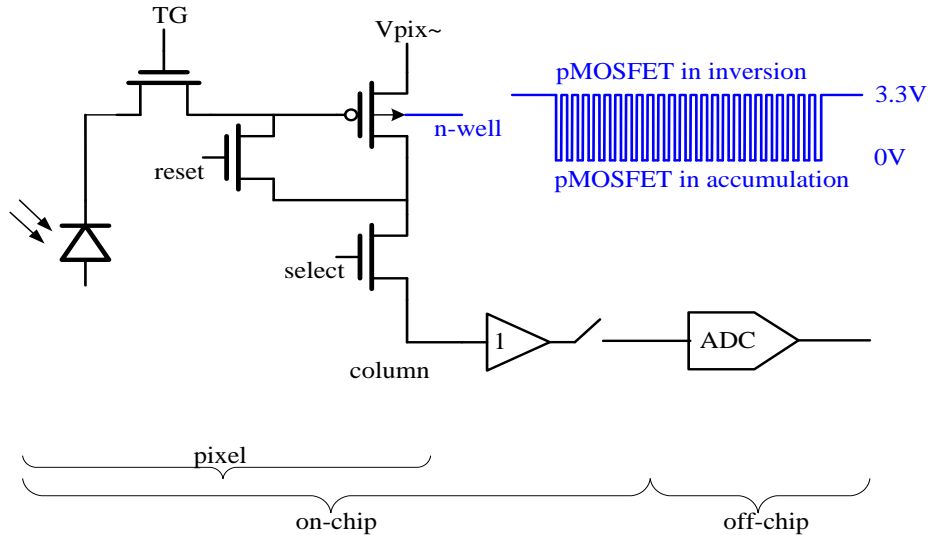 TG
Vpix~
pMOSFET in inversion
3.3V
n-well
reset
0V
pMOSFET in accumulation
select
1
ADC
column
pixel
on-chip
off-chip